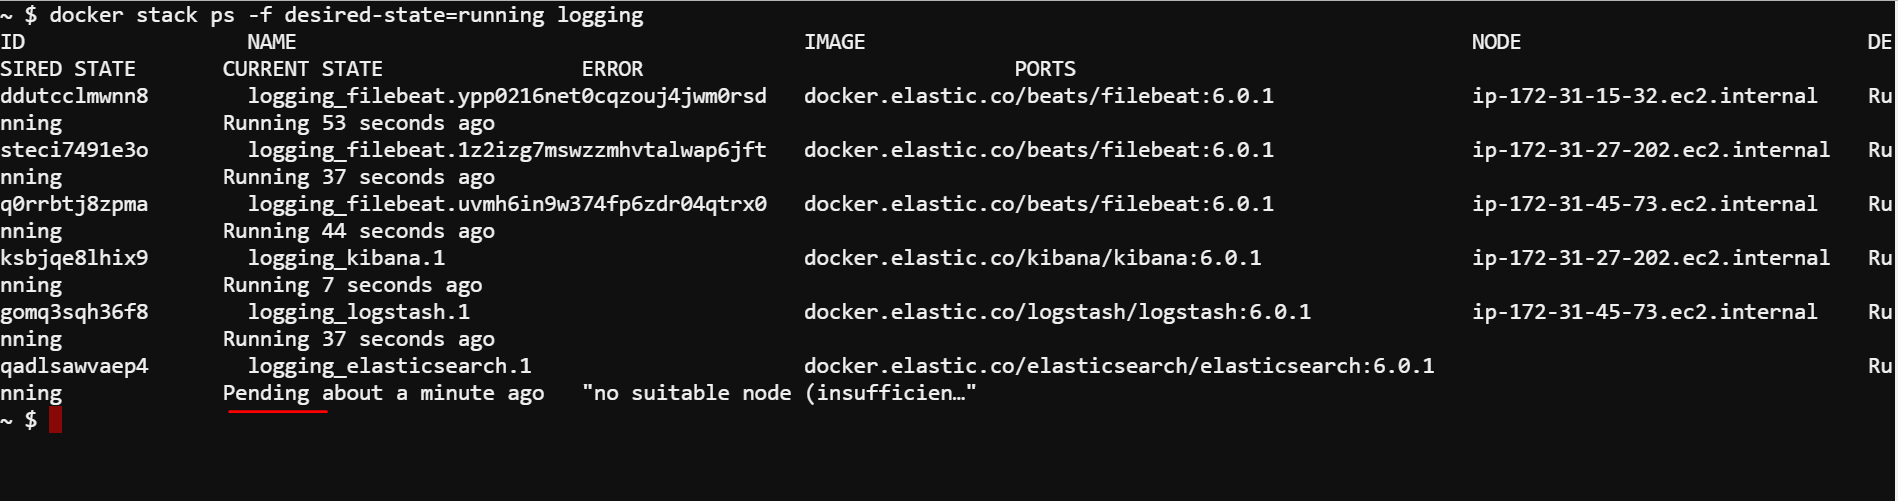 ~ $ docker stack ps -f desired-state=running logging
ID                  NAME                                         IMAGE                                                 NODE                            DE
SIRED STATE       CURRENT STATE                ERROR                              PORTS
ddutcclmwnn8        logging_filebeat.ypp0216net0cqzouj4jwm0rsd   docker.elastic.co/beats/filebeat:6.0.1                ip-172-31-15-32.ec2.internal    Ru
nning             Running 53 seconds ago
steci7491e3o        logging_filebeat.1z2izg7mswzzmhvtalwap6jft   docker.elastic.co/beats/filebeat:6.0.1                ip-172-31-27-202.ec2.internal   Ru
nning             Running 37 seconds ago
q0rrbtj8zpma        logging_filebeat.uvmh6in9w374fp6zdr04qtrx0   docker.elastic.co/beats/filebeat:6.0.1                ip-172-31-45-73.ec2.internal    Ru
nning             Running 44 seconds ago
ksbjqe8lhix9        logging_kibana.1                             docker.elastic.co/kibana/kibana:6.0.1                 ip-172-31-27-202.ec2.internal   Ru
nning             Running 7 seconds ago
gomq3sqh36f8        logging_logstash.1                           docker.elastic.co/logstash/logstash:6.0.1             ip-172-31-45-73.ec2.internal    Ru
nning             Running 37 seconds ago
qadlsawvaep4        logging_elasticsearch.1                      docker.elastic.co/elasticsearch/elasticsearch:6.0.1                                   Ru
nning             Pending about a minute ago   "no suitable node (insufficien…"
~ $